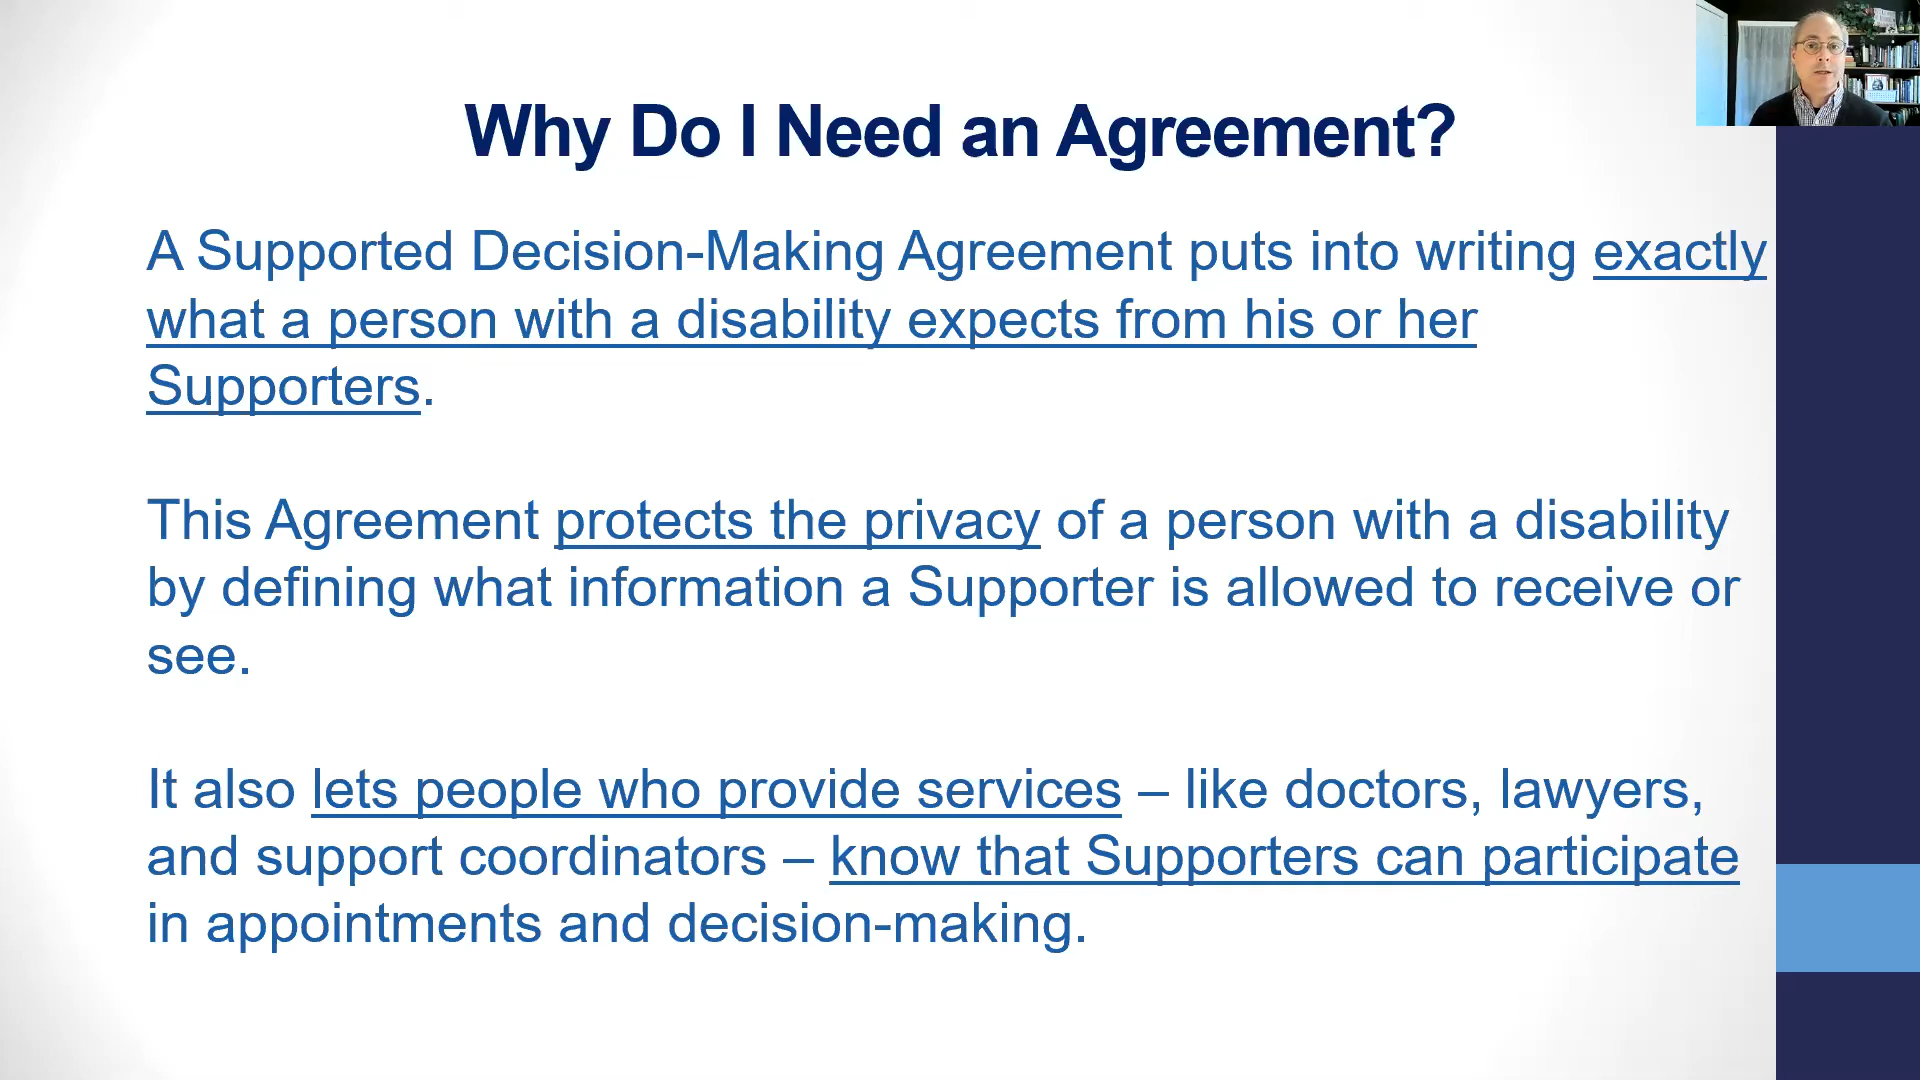 Why Do I Need an Agreement?
A Supported Decision-Making Agreement puts into writing exactly
what a person with a disability expects from his or her
Supporters.
This Agreement protects the privacy of a person with a disability
by defining what information a Supporter is allowed to receive or
see.
It also lets people who provide services – like doctors, lawyers,
and support coordinators – know that Supporters can participate
in appointments and decision-making.